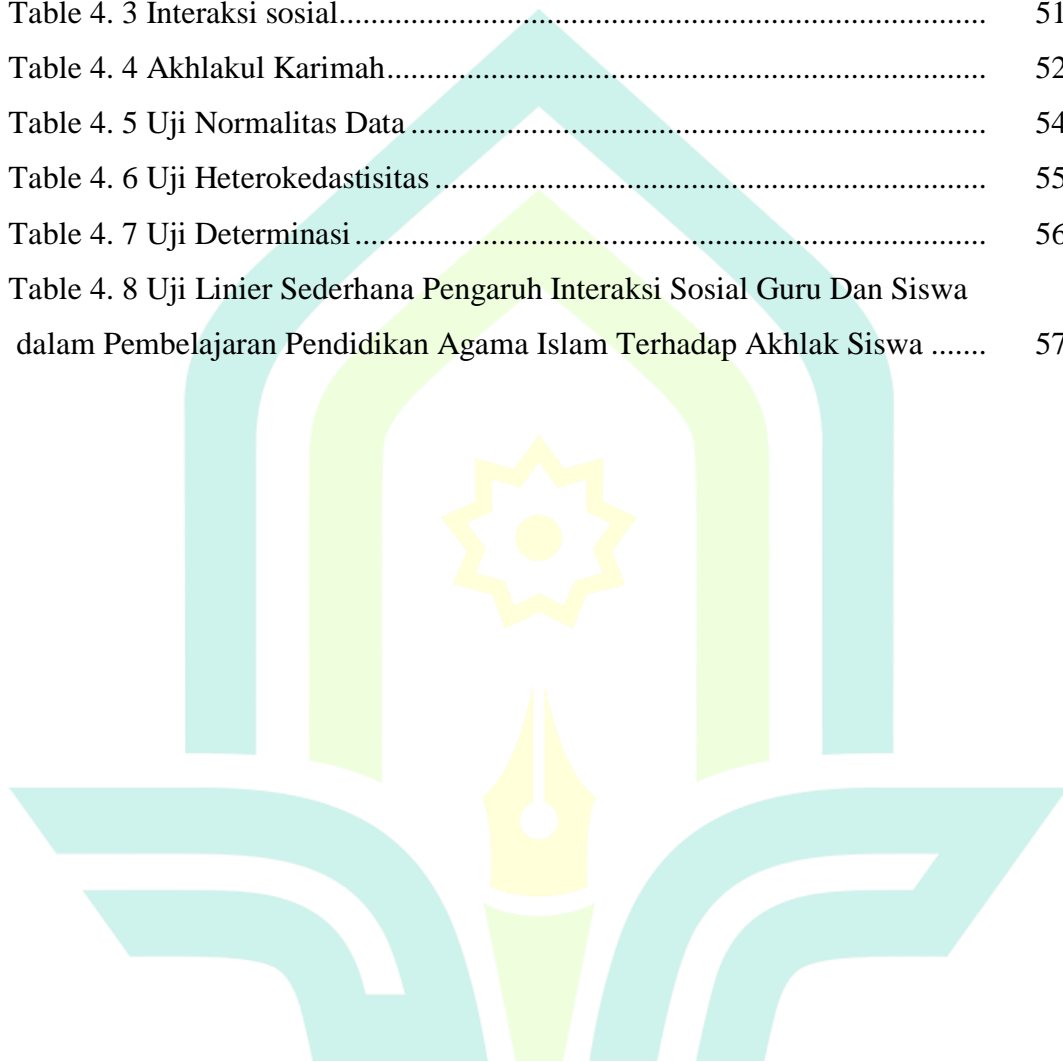 Table 4. 3 Interaksi sosial.................................................................................. 51
Table 4. 4 Akhlakul Karimah............................................................................ 52
Table 4. 5 Uji Normalitas Data ......................................................................... 54
Table 4. 6 Uji Heterokedastisitas ...................................................................... 55
Table 4. 7 Uji Determinasi ................................................................................ 56
Table 4. 8 Uji Linier Sederhana Pengaruh Interaksi Sosial Guru Dan Siswa
dalam Pembelajaran Pendidikan Agama Islam Terhadap Akhlak Siswa ....... 57